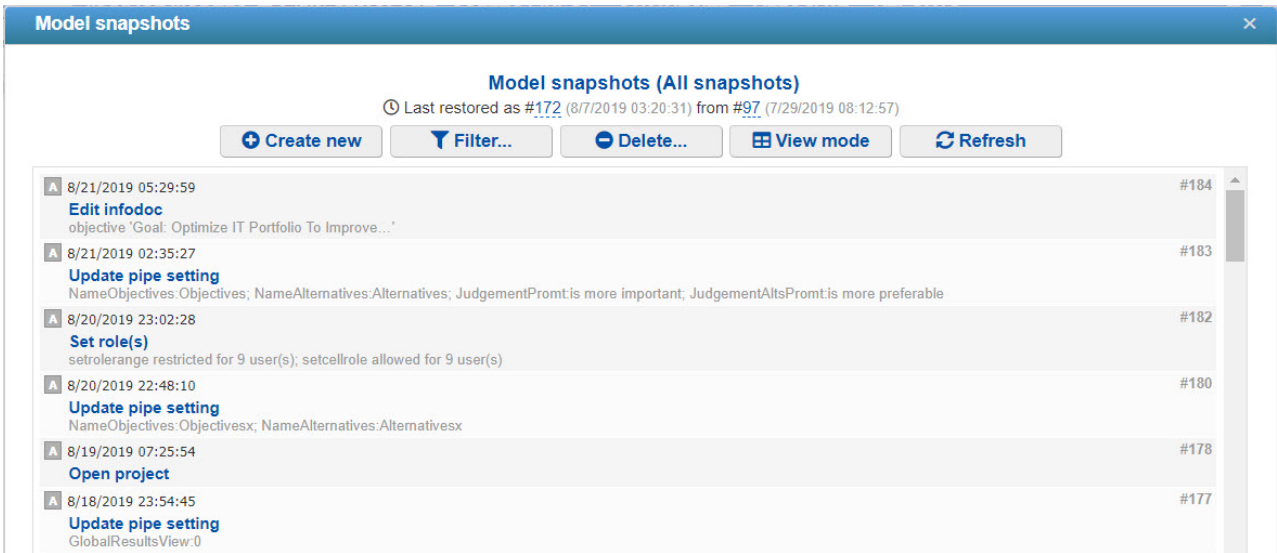 Model snapshots
Model snapshots (All snapshots)
Last restored as #172 (8/7/2019 03:20:31) from #97 (7/29/2019 08:12:57)
Create new Filter... Delete... View mode Refresh
A 8/21/2019 05:29:59 #184
Edit infodoc
objective 'Goal: Optimize IT Portfolio To Improve...'
A 8/21/2019 02:35:27 #183
Update pipe setting
NameObjectives:Objectives; NameAlternatives:Alternatives; JudgementPromt:is more important; JudgementAltsPromt:is more preferable
A 8/20/2019 23:02:28 #182
Set role(s)
setrolerange restricted for 9 user(s); setcellrole allowed for 9 user(s)
A 8/20/2019 22:48:10 #180
Update pipe setting
NameObjectives:Objectivesx; NameAlternatives:Alternativesx
A 8/19/2019 07:25:54 #178
Open project
A 8/18/2019 23:54:45 #177
Update pipe setting
GlobalResultsView:0